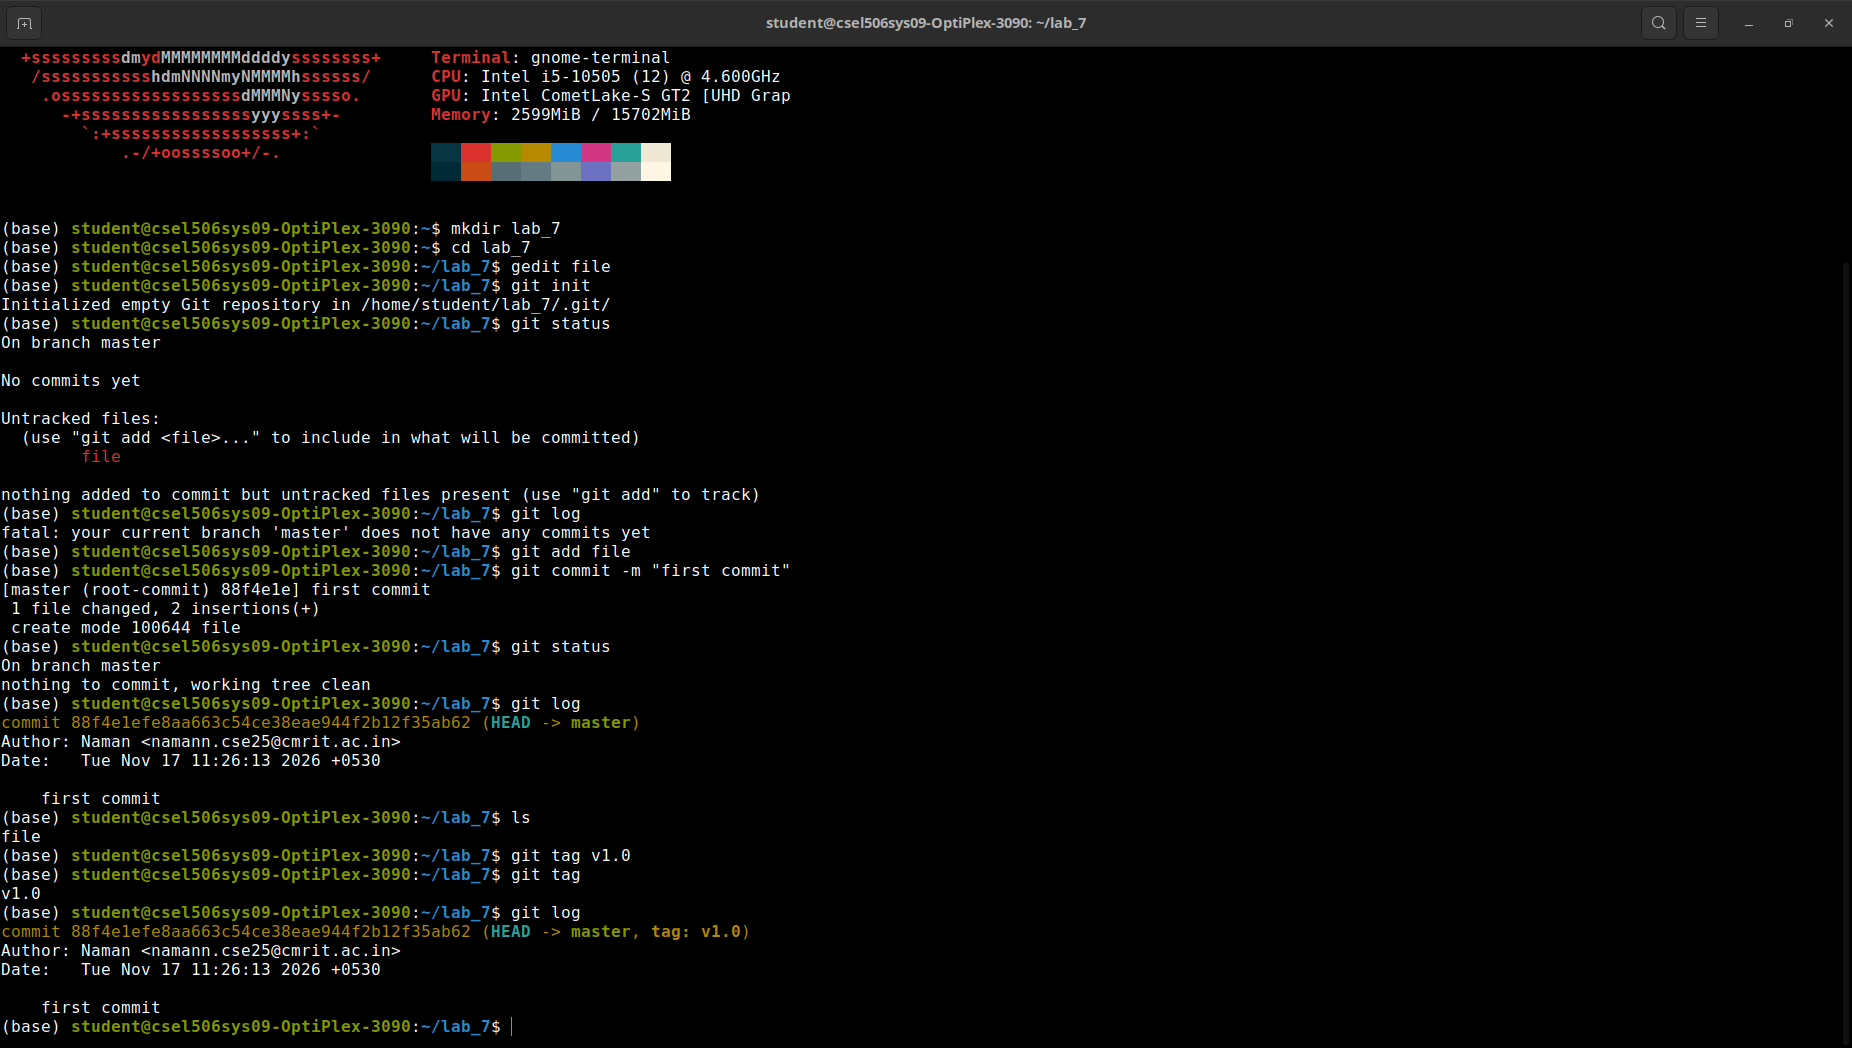 student@csel506sys09-OptiPlex-3090: ~/lab_7
+sssssssssdmydMMMMMMMMddddyssssssss+ Terminal: gnome-terminal
/ssssssssssshdmNNNNmyNMMMMhssssss/ CPU: Intel i5-10505 (12) @ 4.600GHz
.ossssssssssssssssssdMMMNysssso. GPU: Intel CometLake-S GT2 [UHD Grap
-+sssssssssssssssssyyyssss+- Memory: 2599MiB / 15702MiB
`:+ssssssssssssssssss+:`
.-/+oossssoo+/-.
(base) student@csel506sys09-OptiPlex-3090:~$ mkdir lab_7
(base) student@csel506sys09-OptiPlex-3090:~$ cd lab_7
(base) student@csel506sys09-OptiPlex-3090:~/lab_7$ gedit file
(base) student@csel506sys09-OptiPlex-3090:~/lab_7$ git init
Initialized empty Git repository in /home/student/lab_7/.git/
(base) student@csel506sys09-OptiPlex-3090:~/lab_7$ git status
On branch master
No commits yet
Untracked files:
(use "git add <file>..." to include in what will be committed)
file
nothing added to commit but untracked files present (use "git add" to track)
(base) student@csel506sys09-OptiPlex-3090:~/lab_7$ git log
fatal: your current branch 'master' does not have any commits yet
(base) student@csel506sys09-OptiPlex-3090:~/lab_7$ git add file
(base) student@csel506sys09-OptiPlex-3090:~/lab_7$ git commit -m "first commit"
[master (root-commit) 88f4e1e] first commit
1 file changed, 2 insertions(+)
create mode 100644 file
(base) student@csel506sys09-OptiPlex-3090:~/lab_7$ git status
On branch master
nothing to commit, working tree clean
(base) student@csel506sys09-OptiPlex-3090:~/lab_7$ git log
commit 88f4e1efe8aa663c54ce38eae944f2b12f35ab62 (HEAD -> master)
Author: Naman <namann.cse25@cmrit.ac.in>
Date:   Tue Nov 17 11:26:13 2026 +0530
first commit
(base) student@csel506sys09-OptiPlex-3090:~/lab_7$ ls
file
(base) student@csel506sys09-OptiPlex-3090:~/lab_7$ git tag v1.0
(base) student@csel506sys09-OptiPlex-3090:~/lab_7$ git tag
v1.0
(base) student@csel506sys09-OptiPlex-3090:~/lab_7$ git log
commit 88f4e1efe8aa663c54ce38eae944f2b12f35ab62 (HEAD -> master, tag: v1.0)
Author: Naman <namann.cse25@cmrit.ac.in>
Date:   Tue Nov 17 11:26:13 2026 +0530
first commit
(base) student@csel506sys09-OptiPlex-3090:~/lab_7$